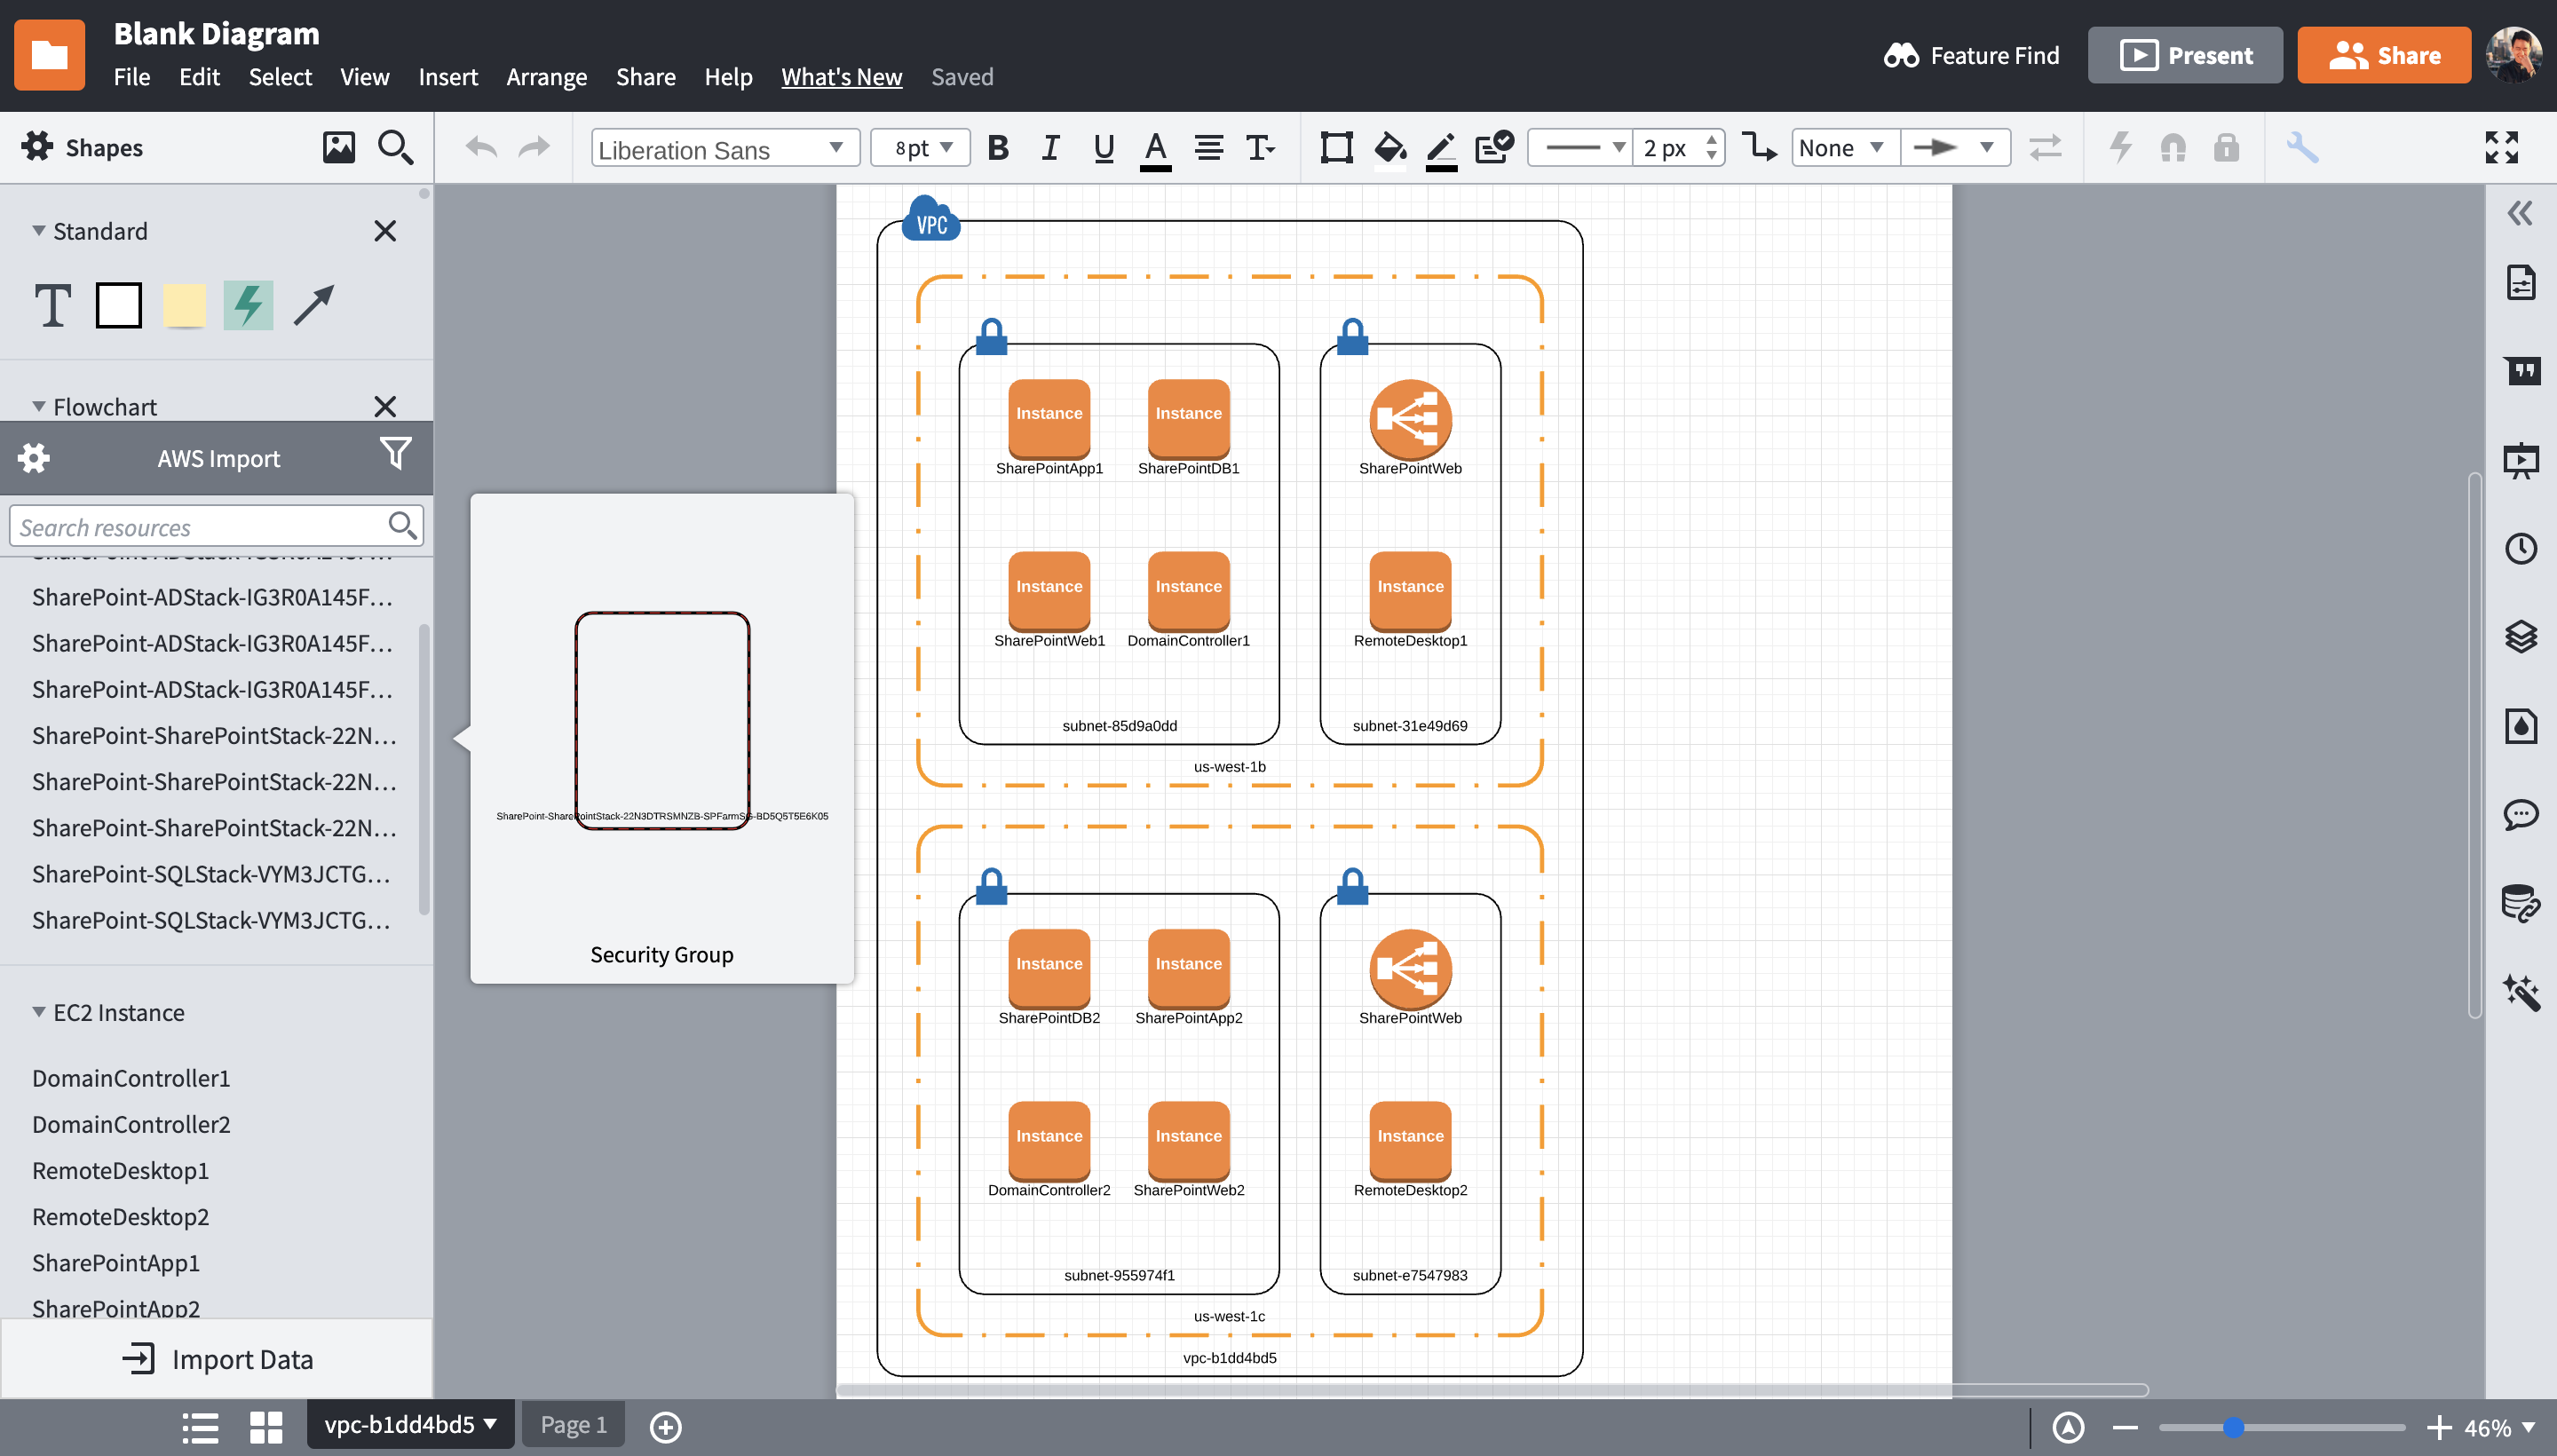 Blank Diagram
File Edit Select View Insert Arrange Share Help What's New Saved
Feature Find
Present
Share
Shapes
Liberation Sans
8pt
B I U A T
2 px
None
Standard
T
Flowchart
AWS Import
Search resources
SharePoint-ADStack-IG3R0A145F...
SharePoint-ADStack-IG3R0A145F...
SharePoint-ADStack-IG3R0A145F...
SharePoint-SharePointStack-22N...
SharePoint-SharePointStack-22N...
SharePoint-SharePointStack-22N...
SharePoint-SQLStack-VYM3JCTG...
SharePoint-SQLStack-VYM3JCTG...
EC2 Instance
DomainController1
DomainController2
RemoteDesktop1
RemoteDesktop2
SharePointApp1
SharePointApp2
Import Data
SharePoint-SharePointStack-22N3DTRSMNZB-SPFarmSG-BD5Q5T5E6K05
Security Group
VPC
Instance
SharePointApp1
Instance
SharePointDB1
SharePointWeb
Instance
SharePointWeb1
Instance
DomainController1
Instance
RemoteDesktop1
subnet-85d9a0dd
subnet-31e49d69
us-west-1b
Instance
SharePointDB2
Instance
SharePointApp2
SharePointWeb
Instance
DomainController2
Instance
SharePointWeb2
Instance
RemoteDesktop2
subnet-955974f1
subnet-e7547983
us-west-1c
vpc-b1dd4bd5
vpc-b1dd4bd5
Page 1
46%